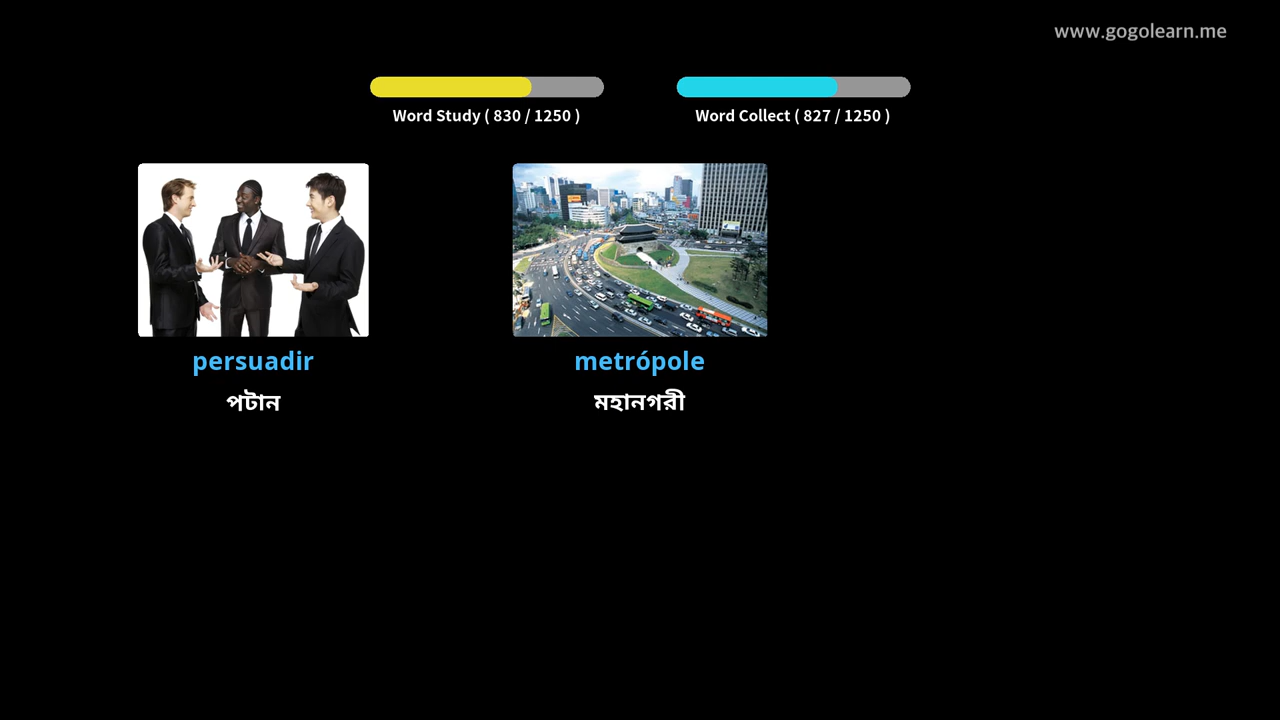 www.gogolearn.me
Word Study ( 830 / 1250 )
Word Collect ( 827 / 1250 )
persuadir
metrópole
পটান
মহানগরী